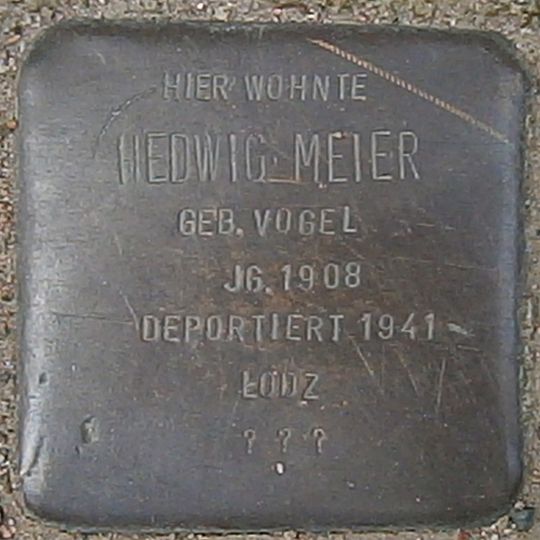 HIER WOHNTE
HEDWIG MEIER
GEB. VOGEL
JG. 1908
DEPORTIERT 1941
ŁODZ
? ? ?